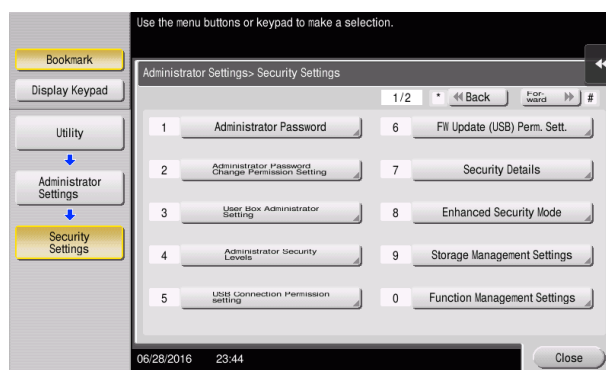 Use the menu buttons or keypad to make a selection.
Bookmark
Display Keypad
Utility
Administrator
Settings
Security
Settings
Administrator Settings> Security Settings
1/2 * Back For-
ward #
1 Administrator Password
2 Administrator Password
Change Permission Setting
3 User Box Administrator
Setting
4 Administrator Security
Levels
5 USB Connection Permission
setting
6 FW Update (USB) Perm. Sett.
7 Security Details
8 Enhanced Security Mode
9 Storage Management Settings
0 Function Management Settings
06/28/2016 23:44
Close